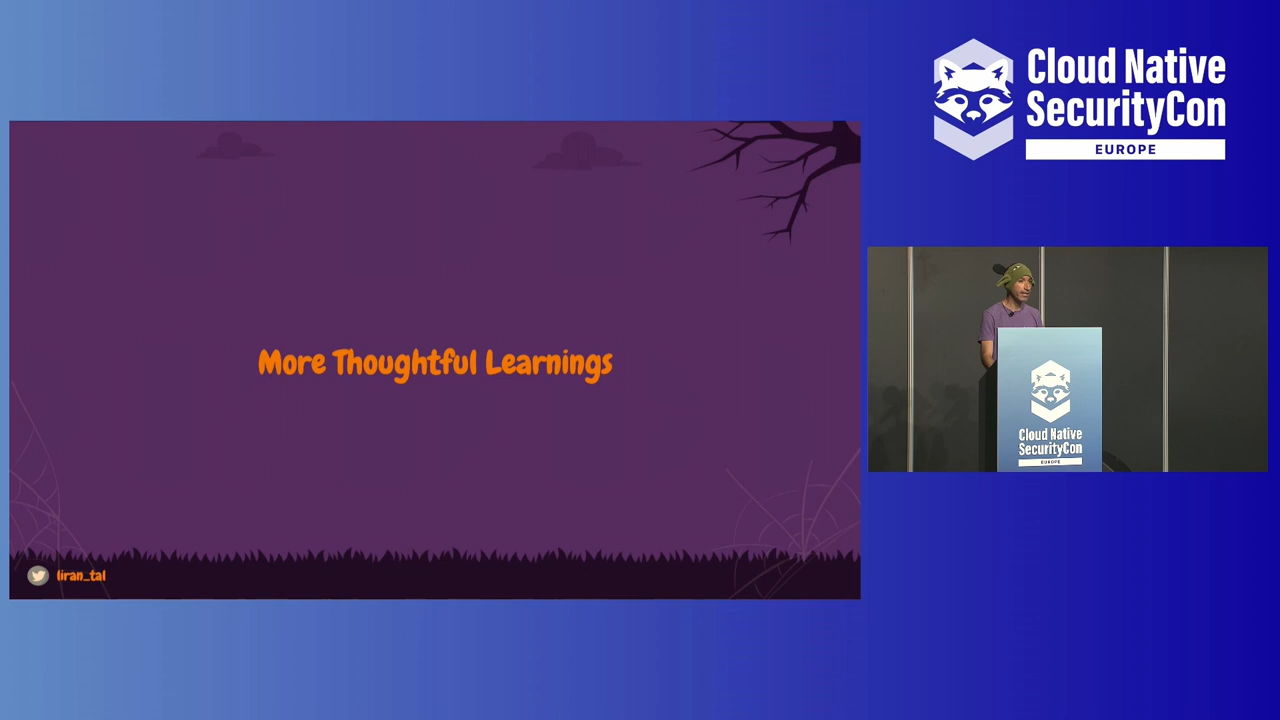 Cloud Native
SecurityCon
EUROPE
More Thoughtful Learnings
liran_tal
Cloud Native
SecurityCon
EUROPE